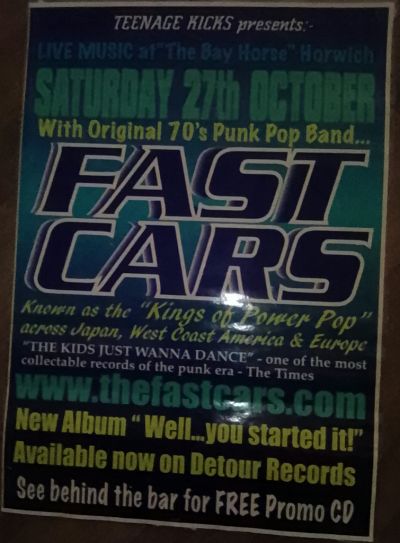 TEENAGE KICKS presents:-
LIVE MUSIC at "The Bay Horse" Horwich
SATURDAY 27th OCTOBER
With Original 70's Punk Pop Band...
FAST
CARS
Known as the "Kings of Power Pop"
across Japan, West Coast America & Europe
"THE KIDS JUST WANNA DANCE" - one of the most
collectable records of the punk era - The Times
www.thefastcars.com
New Album "Well...you started it!"
Available now on Detour Records
See behind the bar for FREE Promo CD